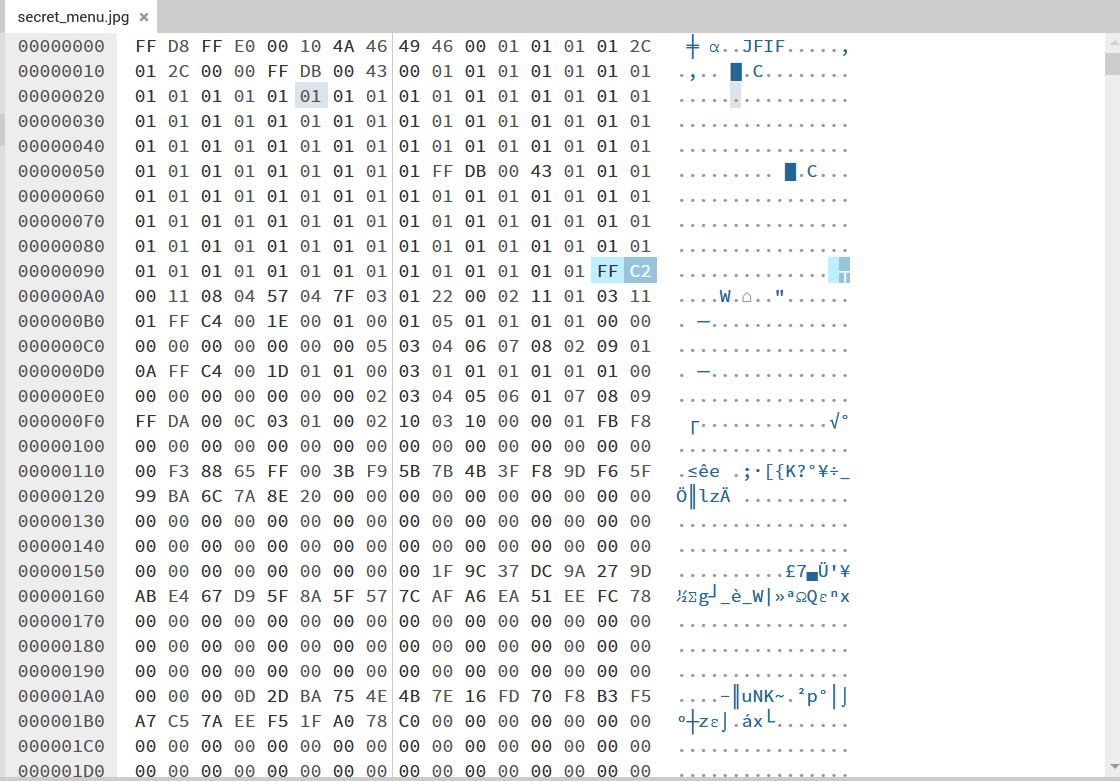 secret_menu.jpg ×
00000000 FF D8 FF E0 00 10 4A 46 49 46 00 01 01 01 01 2C  ╪ α..JFIF.....,
00000010 01 2C 00 00 FF DB 00 43 00 01 01 01 01 01 01 01 .,.. █.C........
00000020 01 01 01 01 01 01 01 01 01 01 01 01 01 01 01 01 ................
00000030 01 01 01 01 01 01 01 01 01 01 01 01 01 01 01 01 ................
00000040 01 01 01 01 01 01 01 01 01 01 01 01 01 01 01 01 ................
00000050 01 01 01 01 01 01 01 01 01 FF DB 00 43 01 01 01 ......... █.C...
00000060 01 01 01 01 01 01 01 01 01 01 01 01 01 01 01 01 ................
00000070 01 01 01 01 01 01 01 01 01 01 01 01 01 01 01 01 ................
00000080 01 01 01 01 01 01 01 01 01 01 01 01 01 01 01 01 ................
00000090 01 01 01 01 01 01 01 01 01 01 01 01 01 01 FF C2 .............. ┬
000000A0 00 11 08 04 57 04 7F 03 01 22 00 02 11 01 03 11 ....W.⌂.."......
000000B0 01 FF C4 00 1E 00 01 00 01 05 01 01 01 01 00 00 . ─.............
000000C0 00 00 00 00 00 00 00 05 03 04 06 07 08 02 09 01 ................
000000D0 0A FF C4 00 1D 01 01 00 03 01 01 01 01 01 01 00 . ─.............
000000E0 00 00 00 00 00 00 00 02 03 04 05 06 01 07 08 09 ................
000000F0 FF DA 00 0C 03 01 00 02 10 03 10 00 00 01 FB F8  ┌............√°
00000100 00 00 00 00 00 00 00 00 00 00 00 00 00 00 00 00 ................
00000110 00 F3 88 65 FF 00 3B F9 5B 7B 4B 3F F8 9D F6 5F .≤êe .;∙[{K?°¥÷_
00000120 99 BA 6C 7A 8E 20 00 00 00 00 00 00 00 00 00 00 Ö║lzÄ ..........
00000130 00 00 00 00 00 00 00 00 00 00 00 00 00 00 00 00 ................
00000140 00 00 00 00 00 00 00 00 00 00 00 00 00 00 00 00 ................
00000150 00 00 00 00 00 00 00 00 00 1F 9C 37 DC 9A 27 9D ..........£7▄Ü'¥
00000160 AB E4 67 D9 5F 8A 5F 57 7C AF A6 EA 51 EE FC 78 ½Σg┘_è_W|»ªΩQεⁿx
00000170 00 00 00 00 00 00 00 00 00 00 00 00 00 00 00 00 ................
00000180 00 00 00 00 00 00 00 00 00 00 00 00 00 00 00 00 ................
00000190 00 00 00 00 00 00 00 00 00 00 00 00 00 00 00 00 ................
000001A0 00 00 00 0D 2D BA 75 4E 4B 7E 16 FD 70 F8 B3 F5 ....-║uNK~.²p°│⌡
000001B0 A7 C5 7A EE F5 1F A0 78 C0 00 00 00 00 00 00 00 º┼zε⌡.áx└.......
000001C0 00 00 00 00 00 00 00 00 00 00 00 00 00 00 00 00 ................
000001D0 00 00 00 00 00 00 00 00 00 00 00 00 00 00 00 00 ................